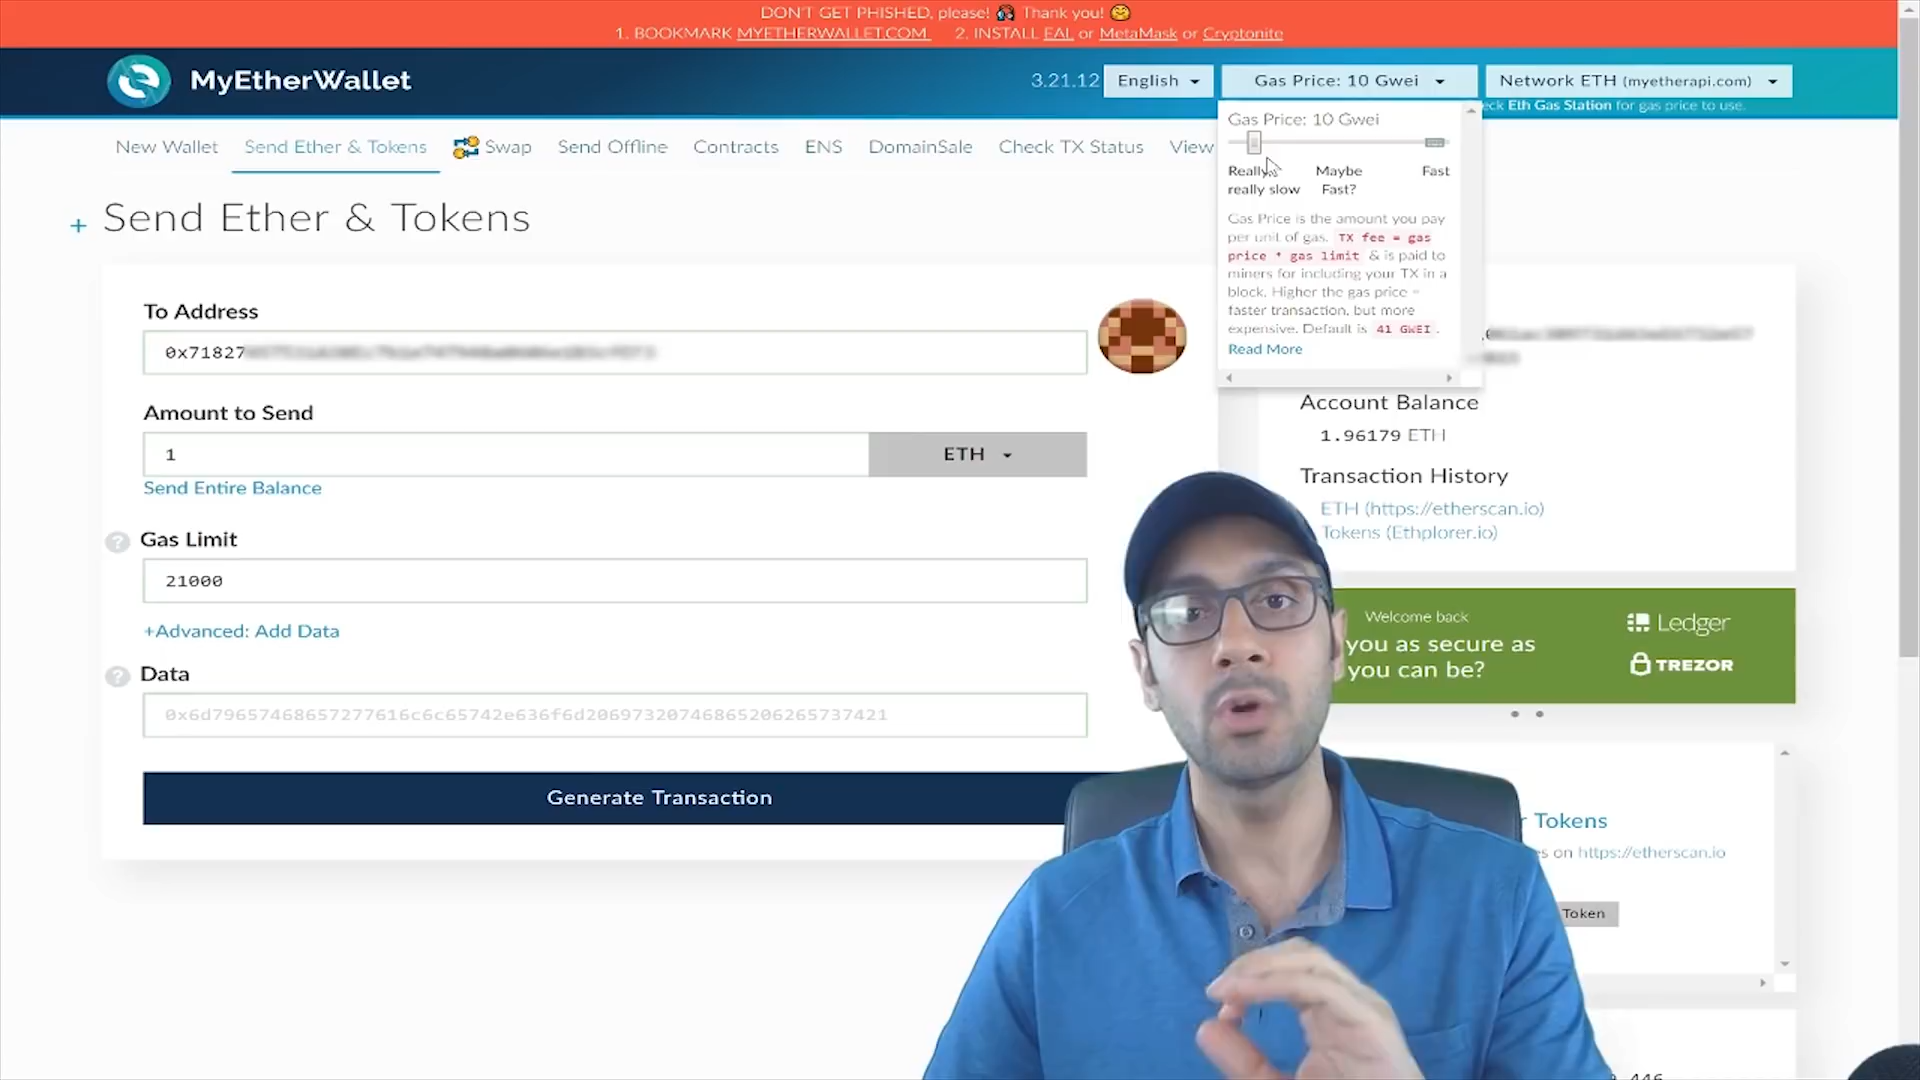 DON'T GET PHISHED, please! Thank you!
1. BOOKMARK MYETHERWALLET.COM 2. INSTALL EAL or MetaMask or Cryptonite
MyEtherWallet
3.21.12 English
Gas Price: 10 Gwei
Network ETH (myetherapi.com)
Eth Gas Station for gas price to use.
New Wallet Send Ether & Tokens Swap Send Offline Contracts ENS DomainSale Check TX Status View
Gas Price: 10 Gwei
Really, really slow
Maybe Fast?
Fast
Gas Price is the amount you pay
per unit of gas. TX fee = gas
price * gas limit & is paid to
miners for including your TX in a
block. Higher the gas price =
faster transaction, but more
expensive. Default is 41 GWEI.
Read More
+ Send Ether & Tokens
To Address
0x71827
Amount to Send
1 ETH
Send Entire Balance
? Gas Limit
21000
+Advanced: Add Data
? Data
0x6d79657468657277616c6c65742e636f6d20697320746865206265737421
Generate Transaction
Account Balance
1.96179 ETH
Transaction History
ETH (https://etherscan.io)
Tokens (Ethplorer.io)
Welcome back
you as secure as
you can be?
Ledger
TREZOR
Tokens
on https://etherscan.io
Token